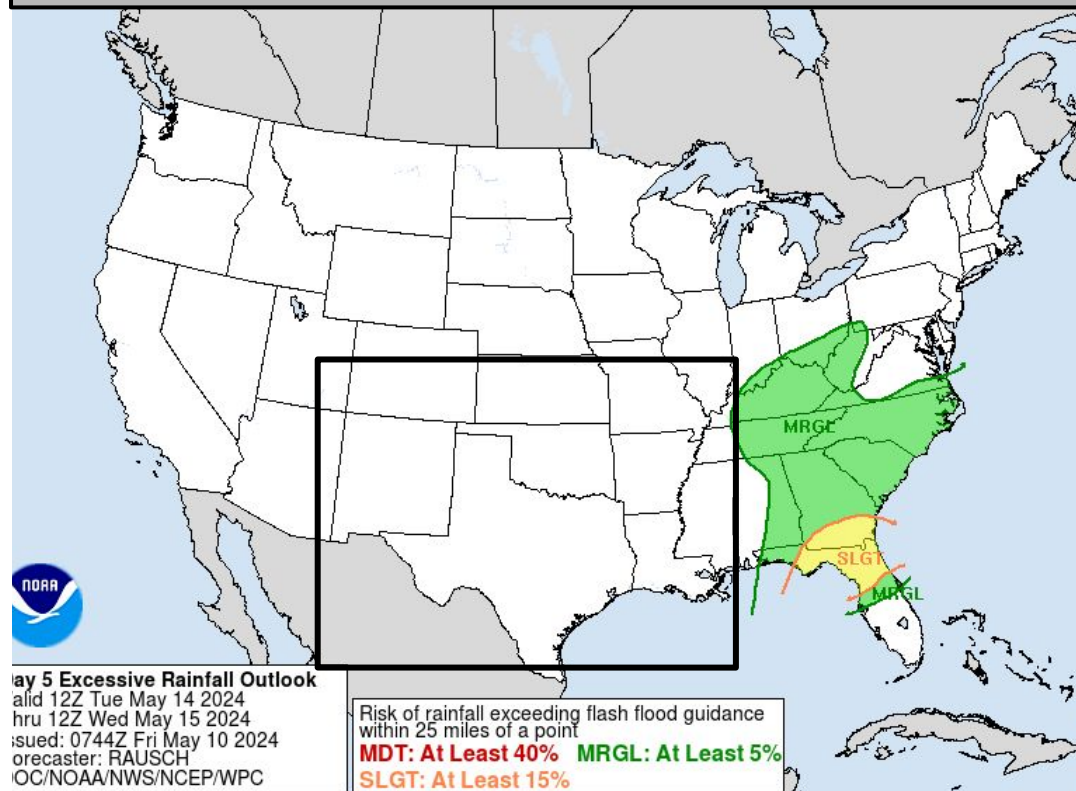 MRGL
SLGT
MRGL
NOAA
ay 5 Excessive Rainfall Outlook
alid 12Z Tue May 14 2024
hru 12Z Wed May 15 2024
ssued: 0744Z Fri May 10 2024
orecaster: RAUSCH
OC/NOAA/NWS/NCEP/WPC
Risk of rainfall exceeding flash flood guidance
within 25 miles of a point
MDT: At Least 40% MRGL: At Least 5%
SLGT: At Least 15%